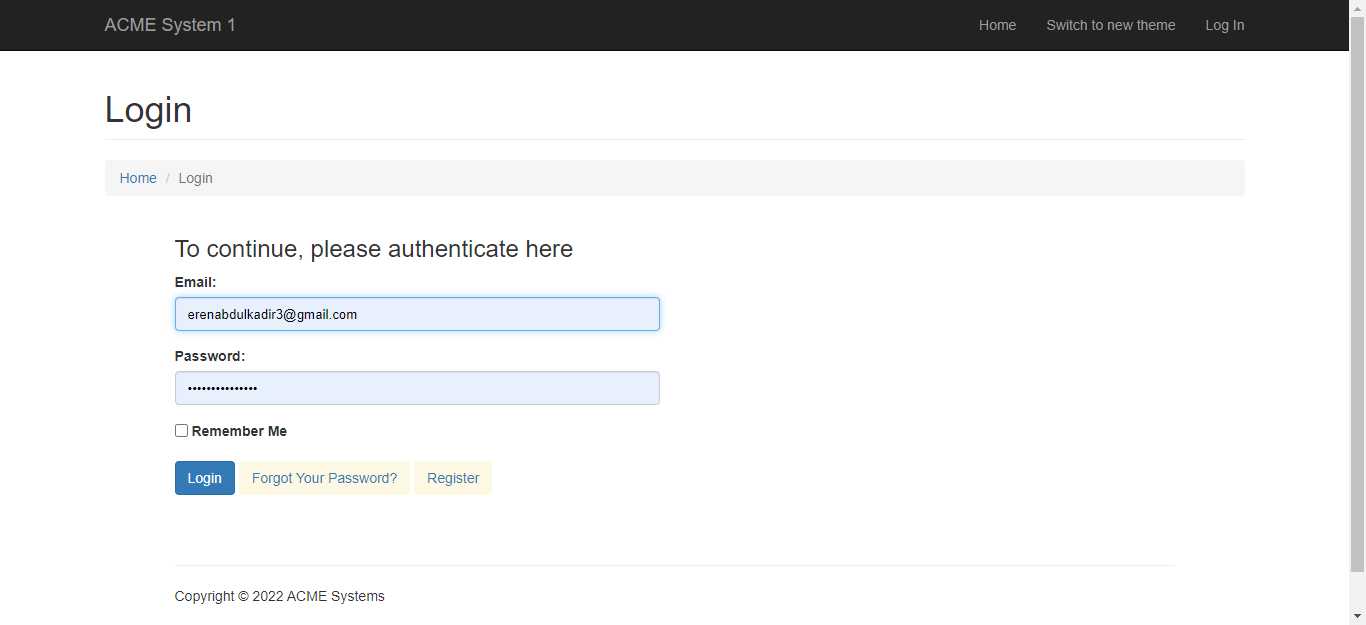 ACME System 1 Home Switch to new theme Log In
Login
Home / Login
To continue, please authenticate here
Email:
erenabdulkadir3@gmail.com
Password:
•••••••••••••••
Remember Me
Login Forgot Your Password? Register
Copyright © 2022 ACME Systems